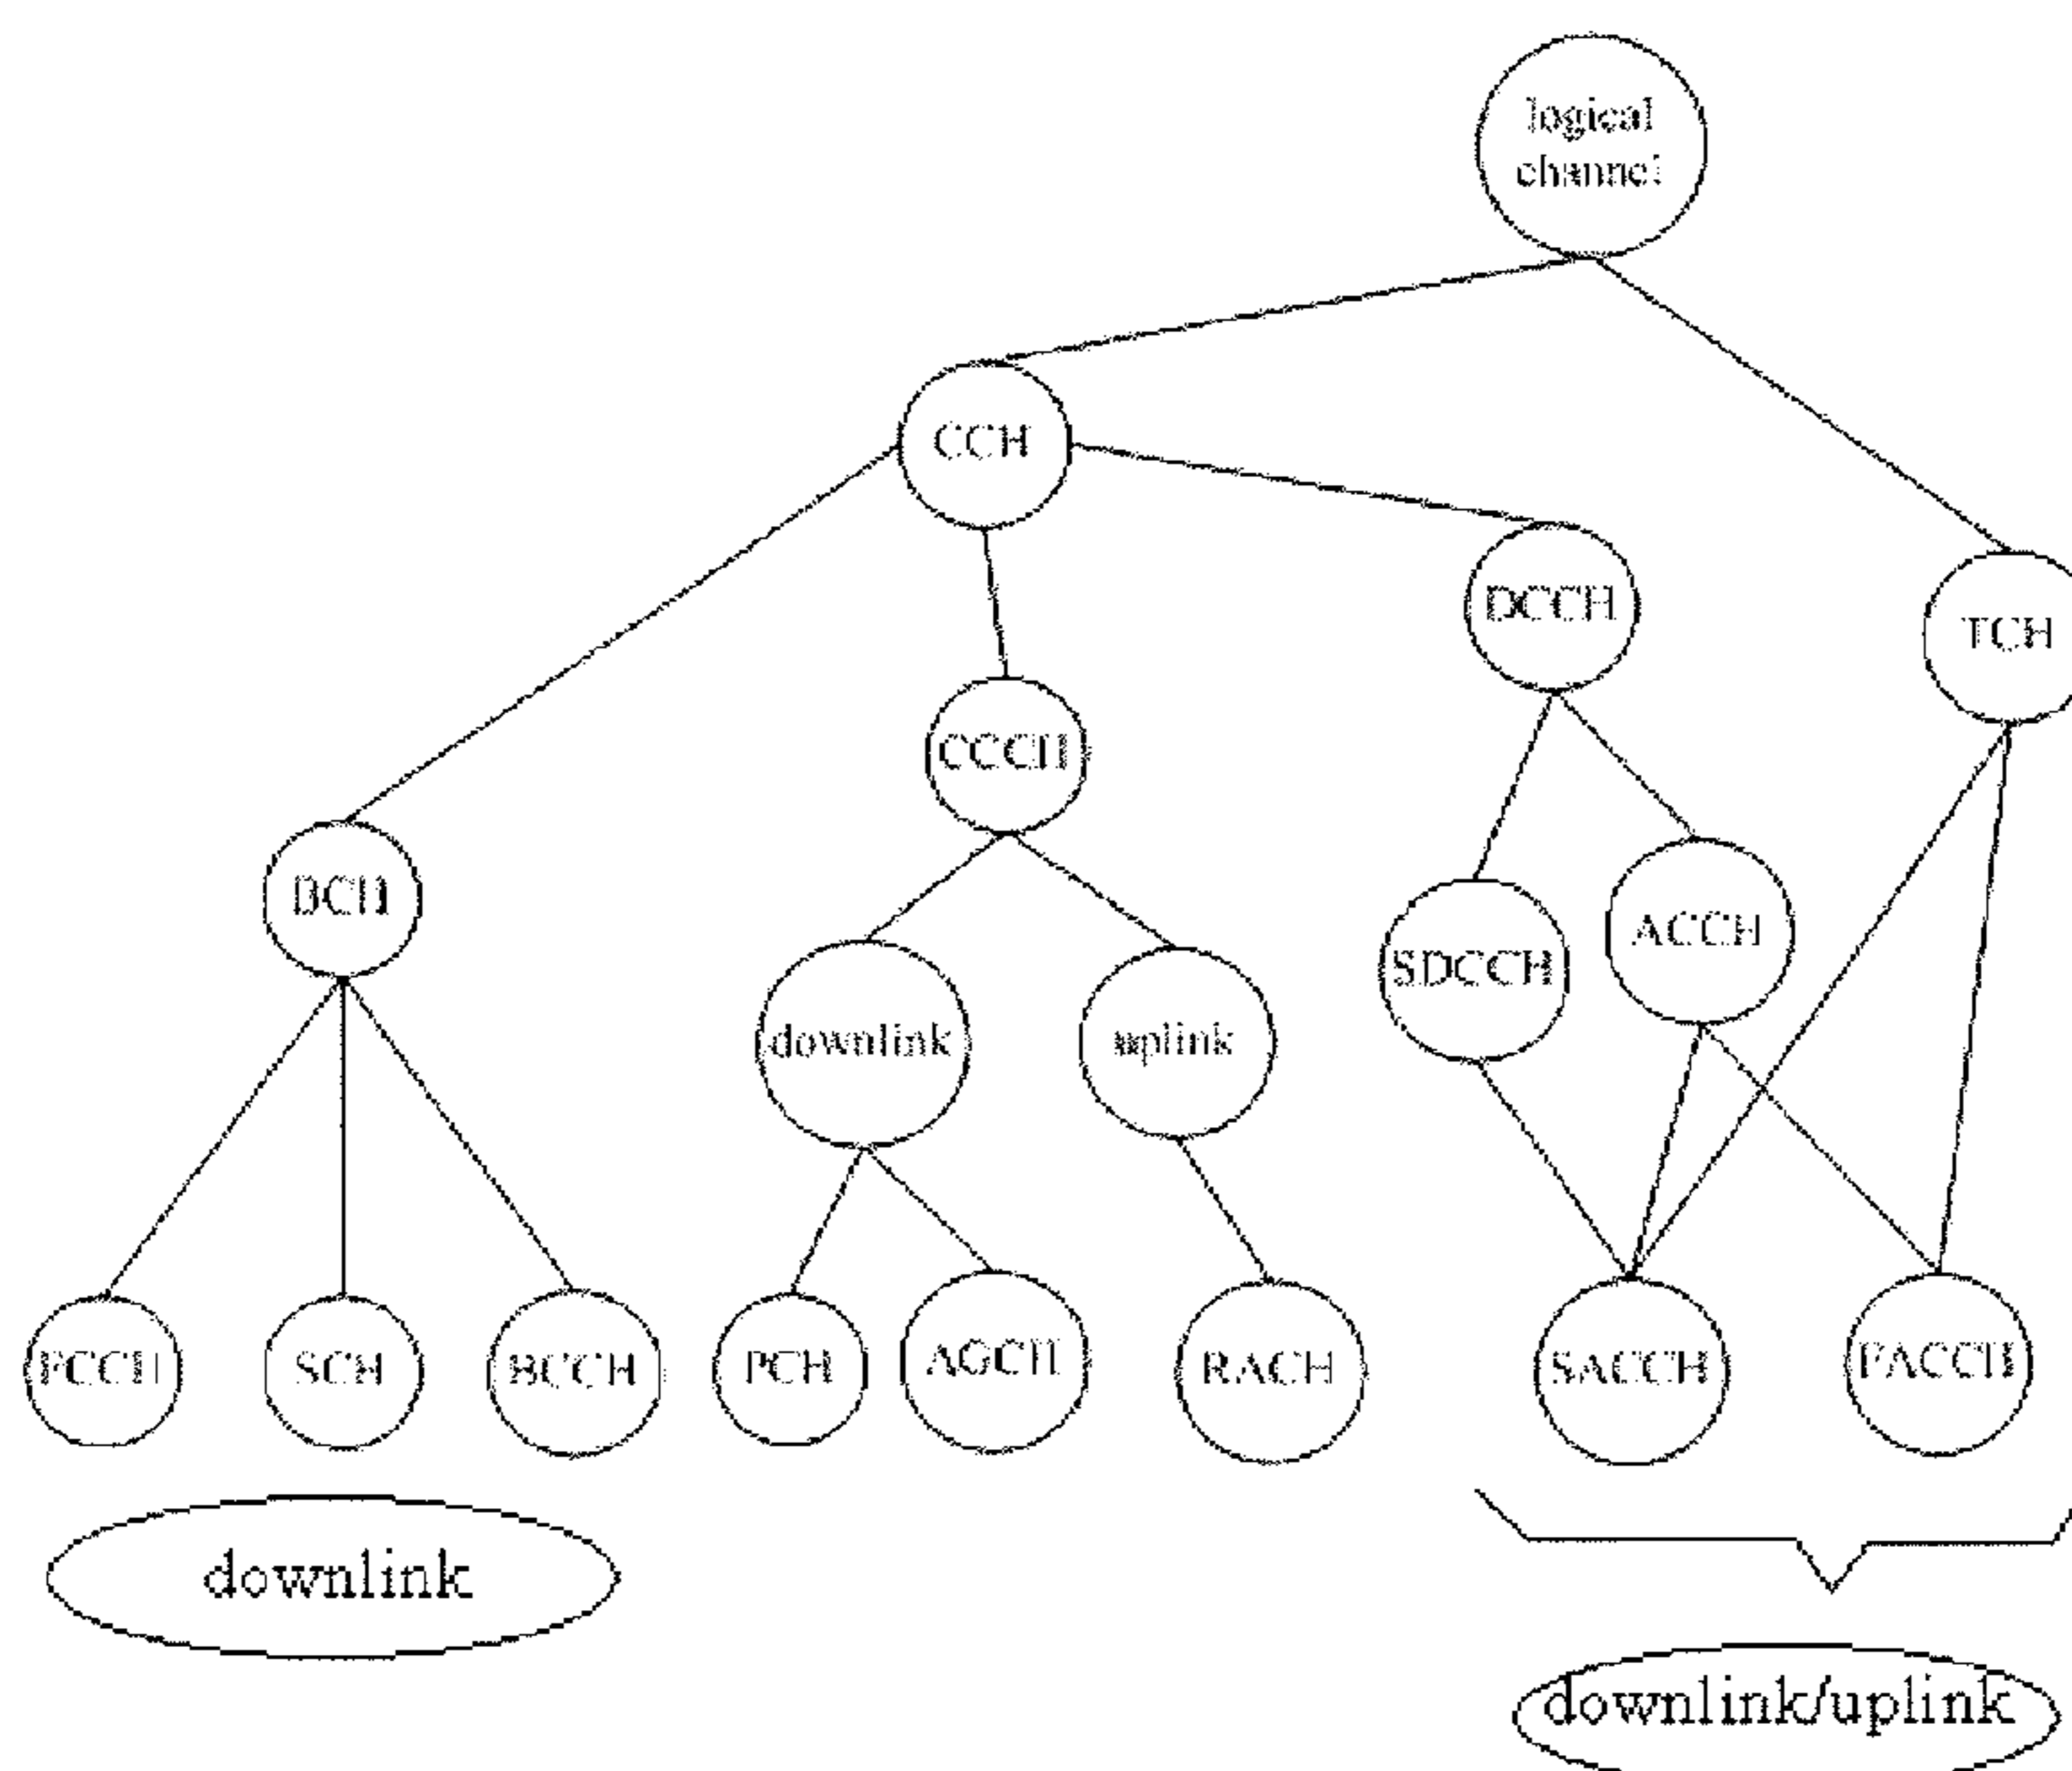 logical
channel
CCH
DCCH
TCH
CCCH
BCH
SDCCH
ACCH
downlink
uplink
FCCH
SCH
BCCH
PCH
AGCH
RACH
SACCH
FACCH
downlink
downlink/uplink